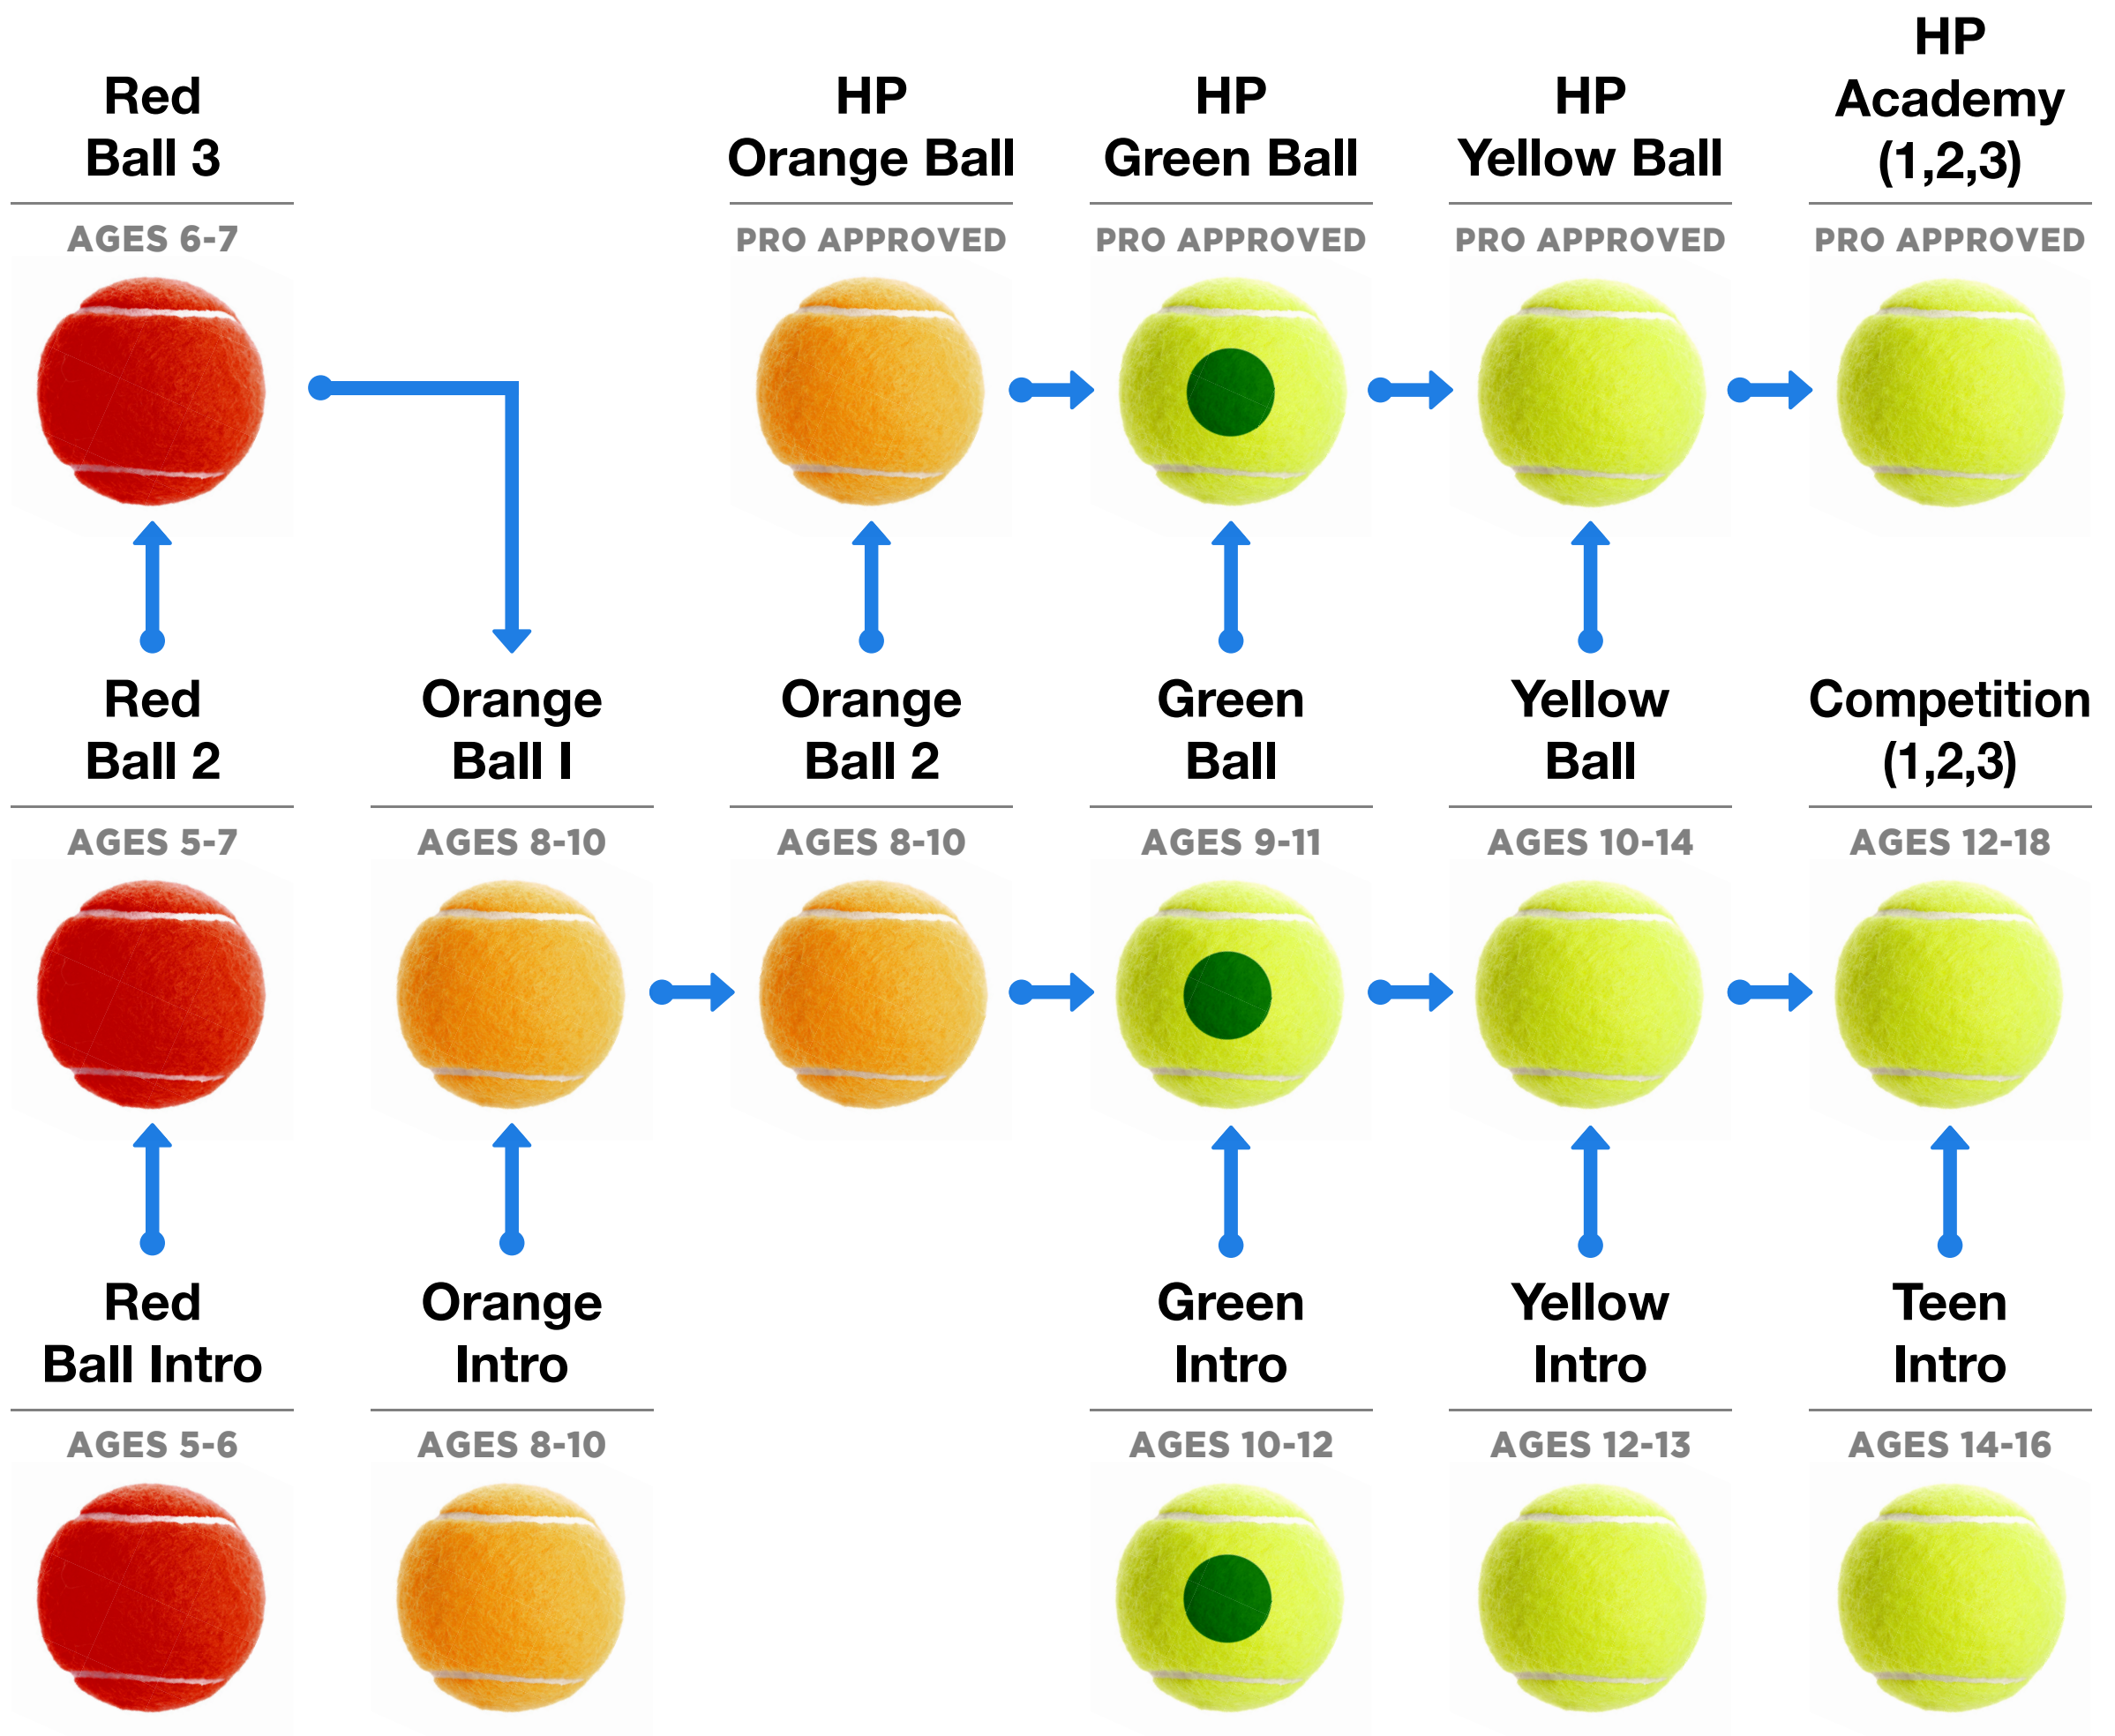 Red
Ball 3
AGES 6-7
HP
Orange Ball
PRO APPROVED
HP
Green Ball
PRO APPROVED
HP
Yellow Ball
PRO APPROVED
HP
Academy
(1,2,3)
PRO APPROVED
Red
Ball 2
AGES 5-7
Orange
Ball I
AGES 8-10
Orange
Ball 2
AGES 8-10
Green
Ball
AGES 9-11
Yellow
Ball
AGES 10-14
Competition
(1,2,3)
AGES 12-18
Red
Ball Intro
AGES 5-6
Orange
Intro
AGES 8-10
Green
Intro
AGES 10-12
Yellow
Intro
AGES 12-13
Teen
Intro
AGES 14-16